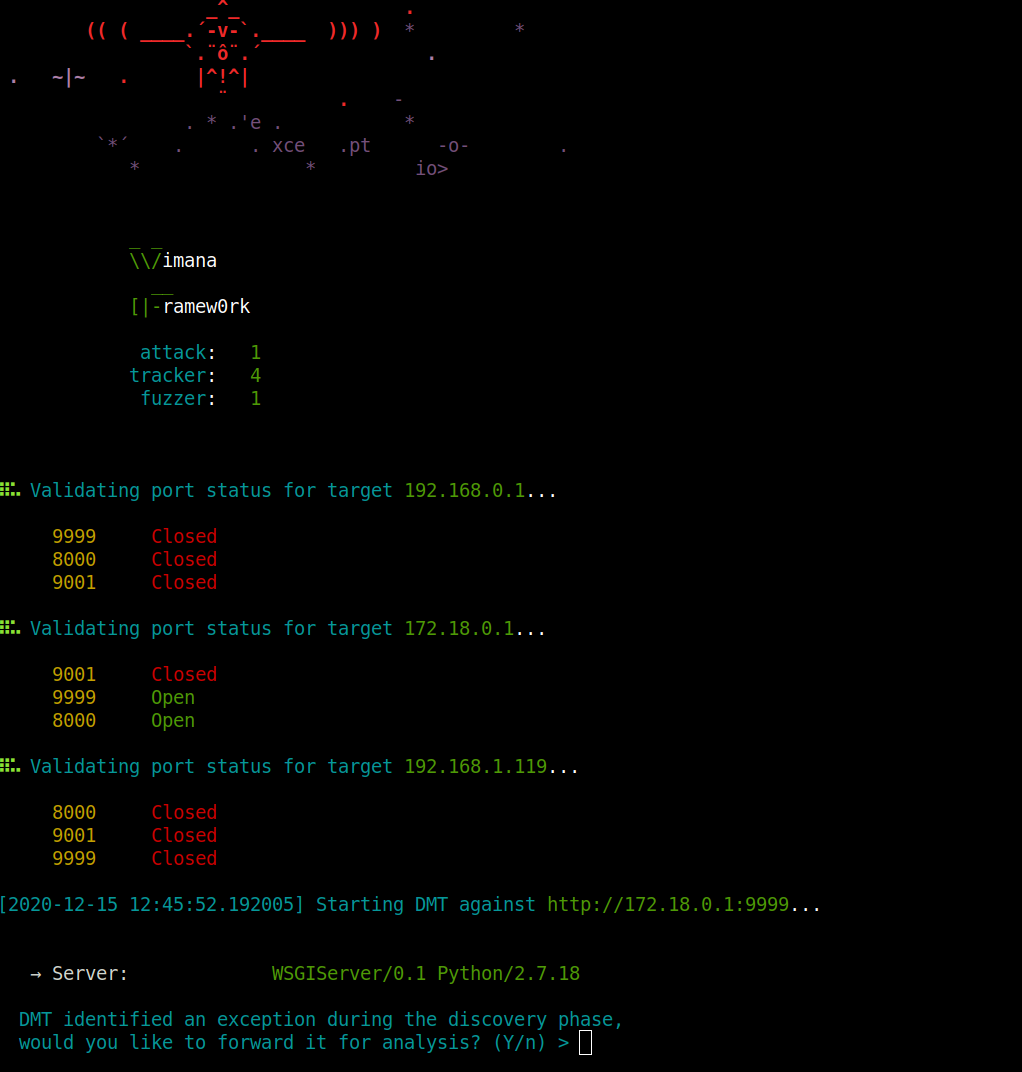 _^_ .
(( ( ____.´-v-`.____ ))) ) * *
`.¨ô¨.´ .
. ~|~ . |^!^|
¨ . -
. * .'e . *
`*´ . . xce .pt -o- .
* * io>
_ _
\\/imana
__
[|-ramew0rk
attack: 1
tracker: 4
fuzzer: 1
Validating port status for target 192.168.0.1...
9999 Closed
8000 Closed
9001 Closed
Validating port status for target 172.18.0.1...
9001 Closed
9999 Open
8000 Open
Validating port status for target 192.168.1.119...
8000 Closed
9001 Closed
9999 Closed
[2020-12-15 12:45:52.192005] Starting DMT against http://172.18.0.1:9999...
→ Server: WSGIServer/0.1 Python/2.7.18
DMT identified an exception during the discovery phase,
would you like to forward it for analysis? (Y/n) >